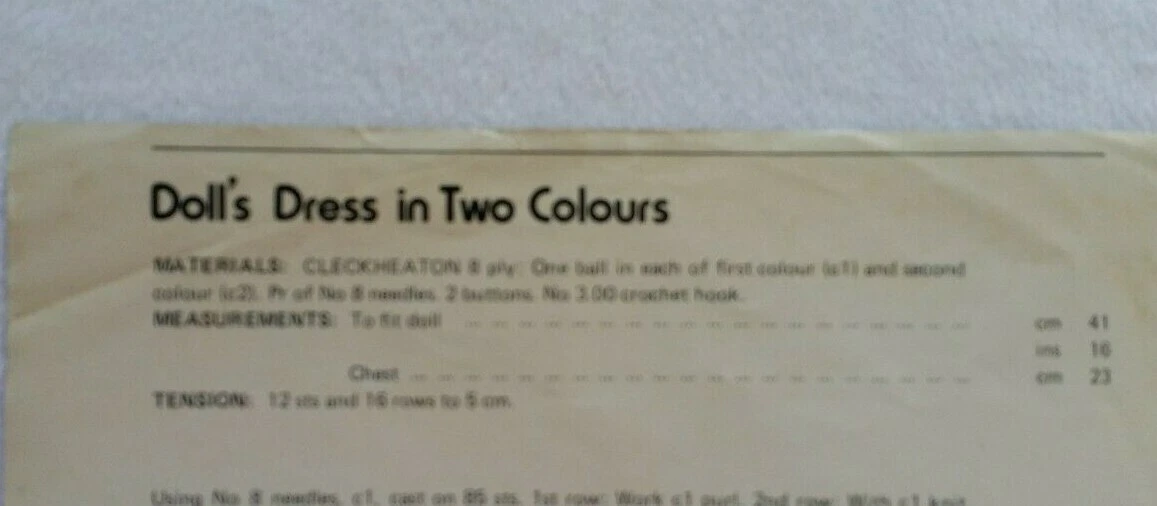 Doll's Dress in Two Colours
MATERIALS: CLECKHEATON 8 ply: One ball in each of first colour (c1) and second
colour (c2). Pr of No 8 needles. 2 buttons. No 3.00 crochet hook.
MEASUREMENTS: To fit doll ... cm 41
ins 16
Chest ... cm 23
TENSION: 12 sts and 16 rows to 5 cm.
Using No 8 needles, c1, cast on 85 sts. 1st row: Work c1 purl. 2nd row: With c1 knit